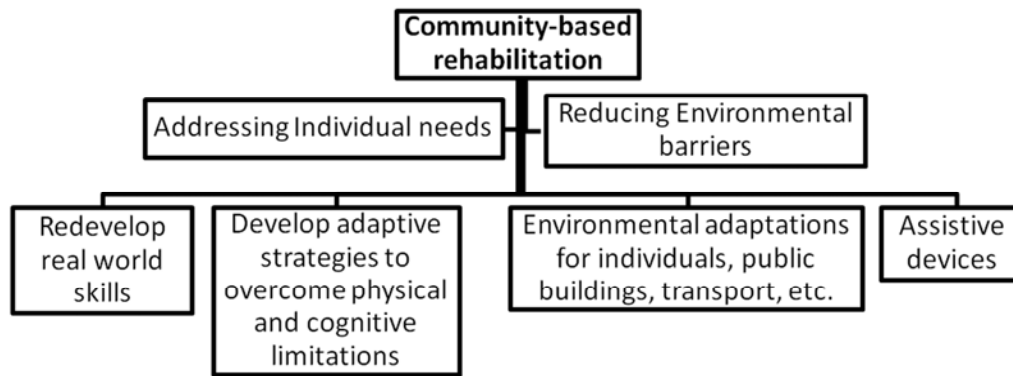 Community-based
rehabilitation
Addressing Individual needs
Reducing Environmental
barriers
Redevelop
real world
skills
Develop adaptive
strategies to
overcome physical
and cognitive
limitations
Environmental adaptations
for individuals, public
buildings, transport, etc.
Assistive
devices